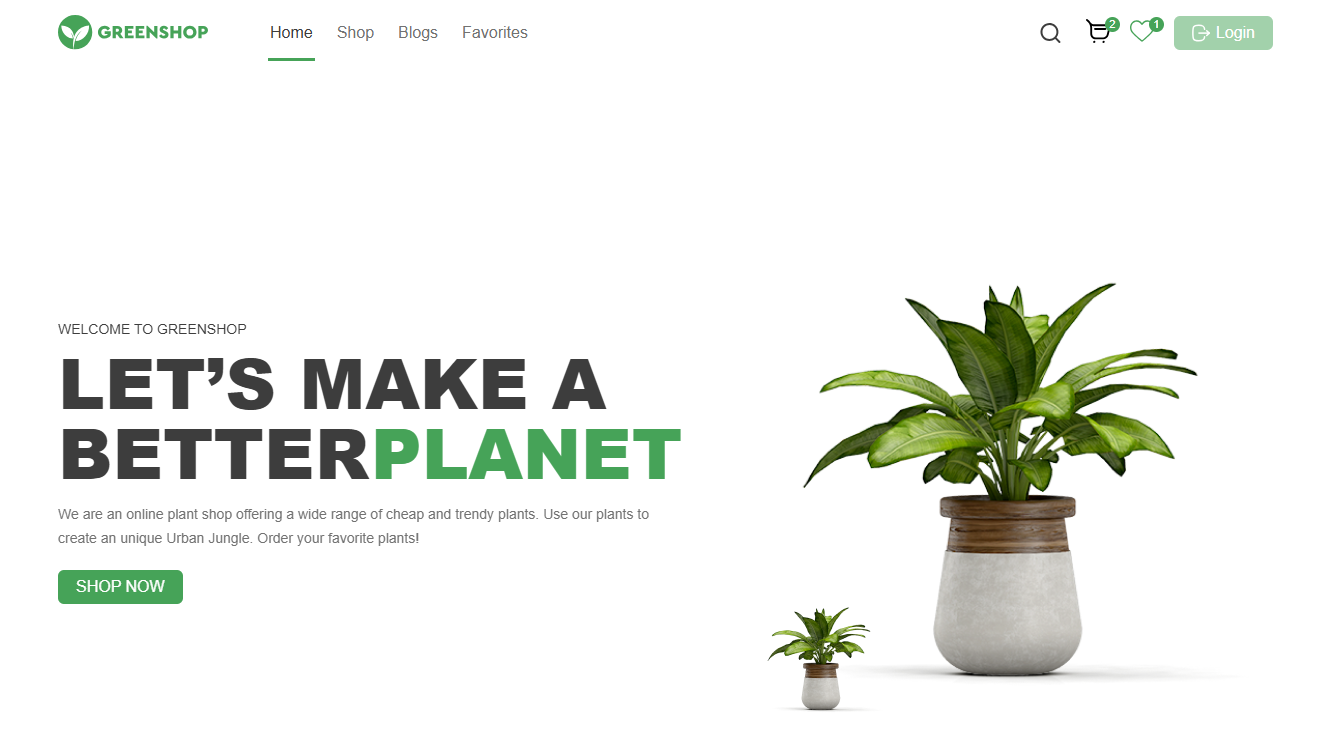 GREENSHOP
Home Shop Blogs Favorites
2 1 Login
WELCOME TO GREENSHOP
LET’S MAKE A
BETTERPLANET
We are an online plant shop offering a wide range of cheap and trendy plants. Use our plants to
create an unique Urban Jungle. Order your favorite plants!
SHOP NOW